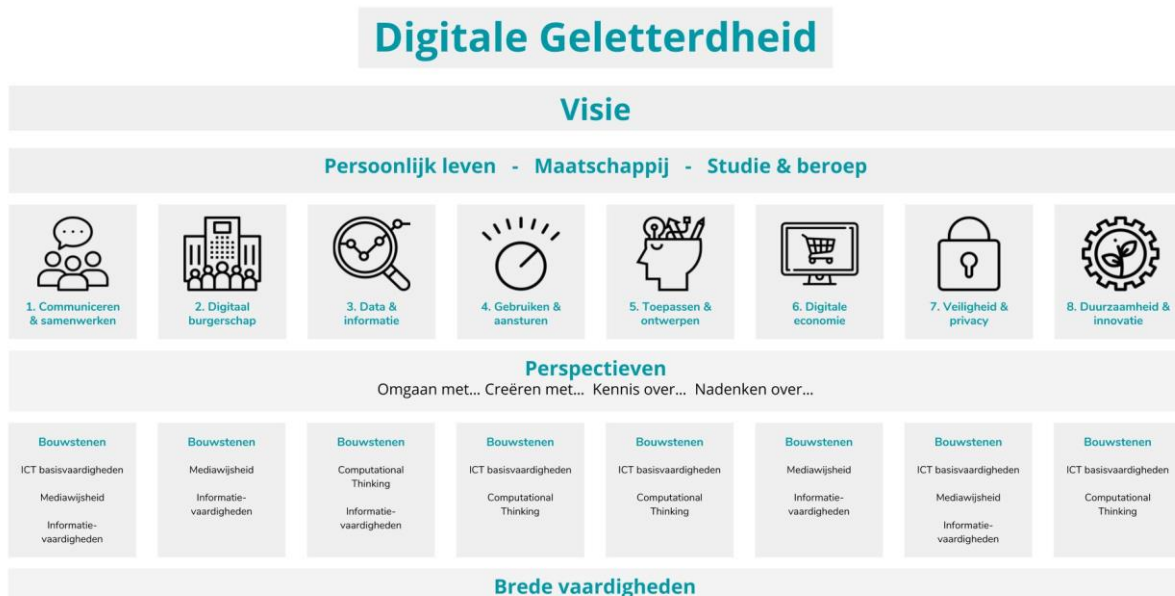 Digitale Geletterdheid
Visie
Persoonlijk leven - Maatschappij - Studie & beroep
1. Communiceren
& samenwerken
2. Digitaal
burgerschap
3. Data &
informatie
4. Gebruiken &
aansturen
5. Toepassen &
ontwerpen
6. Digitale
economie
7. Veiligheid &
privacy
8. Duurzaamheid &
innovatie
Perspectieven
Omgaan met... Creëren met... Kennis over... Nadenken over...
Bouwstenen
ICT basisvaardigheden
Mediawijsheid
Informatie-
vaardigheden
Bouwstenen
Mediawijsheid
Informatie-
vaardigheden
Bouwstenen
Computational
Thinking
Informatie-
vaardigheden
Bouwstenen
ICT basisvaardigheden
Computational
Thinking
Bouwstenen
ICT basisvaardigheden
Computational
Thinking
Bouwstenen
Mediawijsheid
Informatie-
vaardigheden
Bouwstenen
ICT basisvaardigheden
Mediawijsheid
Informatie-
vaardigheden
Bouwstenen
ICT basisvaardigheden
Computational
Thinking
Brede vaardigheden